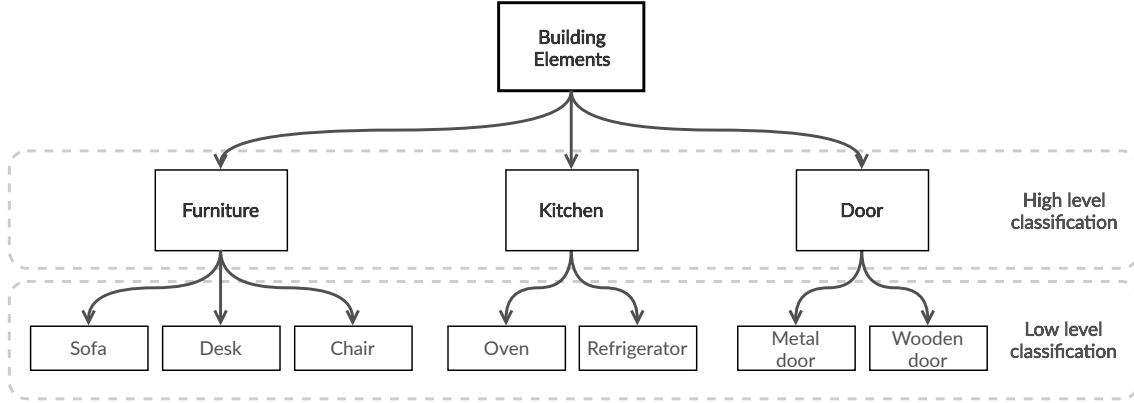 Building
Elements
Furniture
Kitchen
Door
High level
classification
Sofa
Desk
Chair
Oven
Refrigerator
Metal
door
Wooden
door
Low level
classification